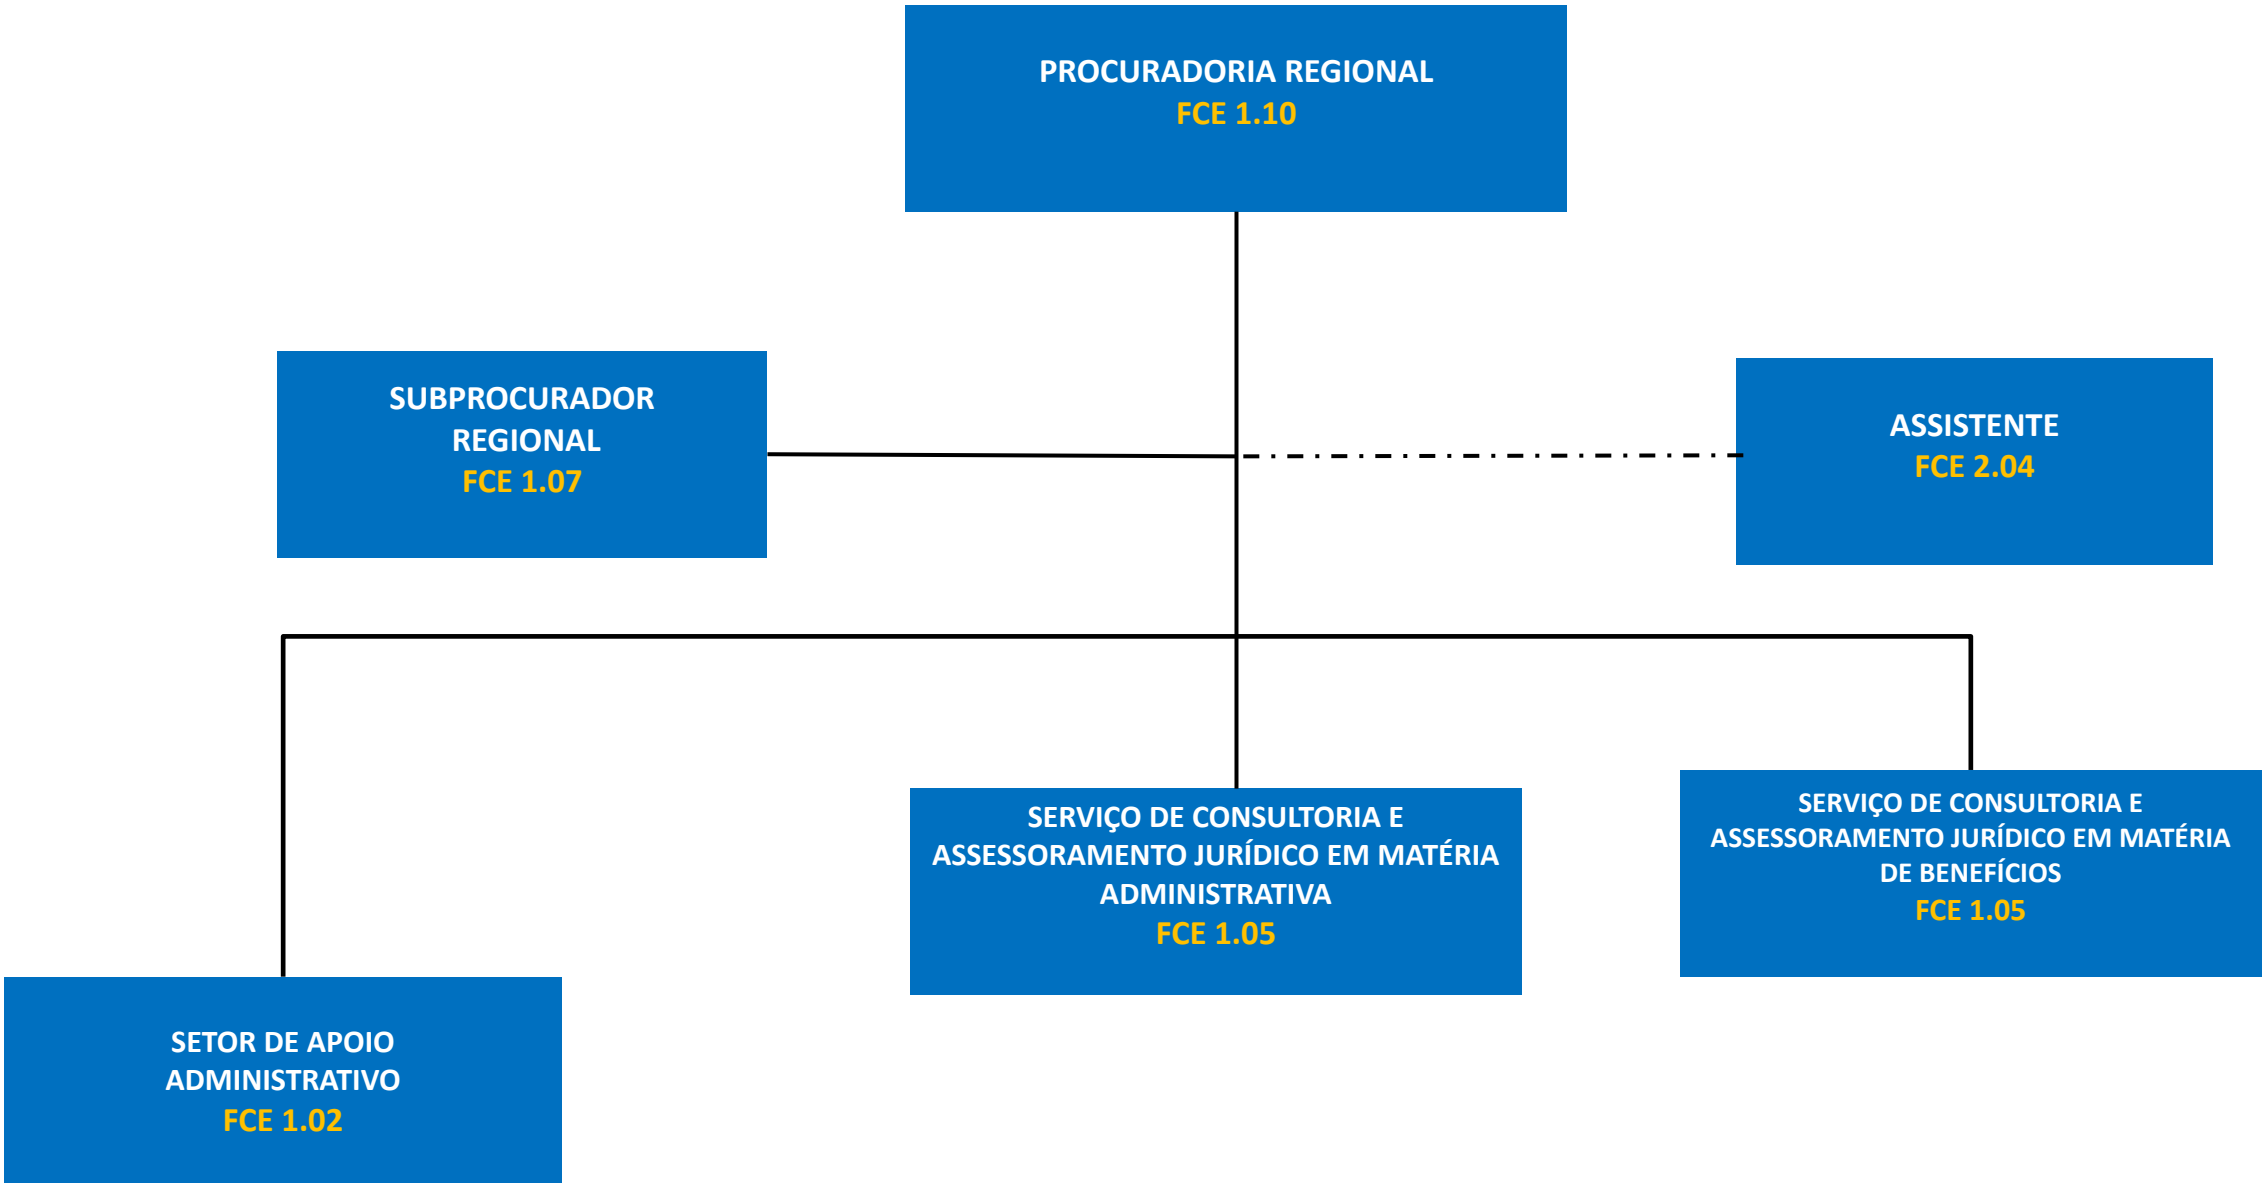 PROCURADORIA REGIONAL
FCE 1.10
SUBPROCURADOR
REGIONAL
FCE 1.07
ASSISTENTE
FCE 2.04
SERVIÇO DE CONSULTORIA E
ASSESSORAMENTO JURÍDICO EM MATÉRIA
ADMINISTRATIVA
FCE 1.05
SERVIÇO DE CONSULTORIA E
ASSESSORAMENTO JURÍDICO EM MATÉRIA
DE BENEFÍCIOS
FCE 1.05
SETOR DE APOIO
ADMINISTRATIVO
FCE 1.02